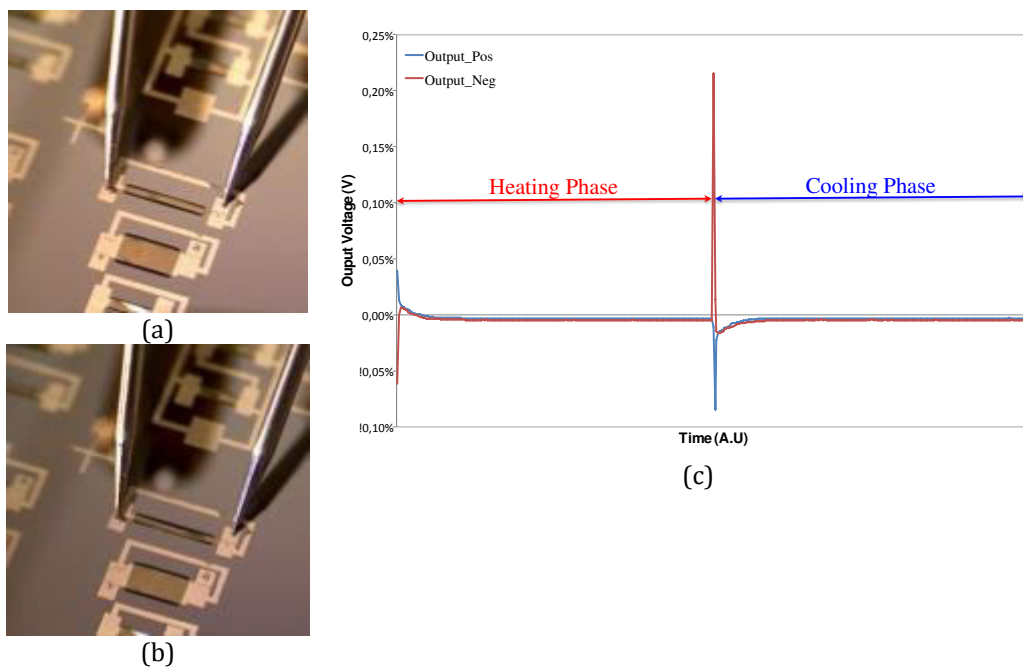 (a)
(b)
0,25%
0,20%
0,15%
0,10%
0,05%
0,00%
!0,05%
!0,10%
Ouput Voltage (V)
Output_Pos
Output_Neg
Heating Phase
Cooling Phase
Time (A.U)
(c)